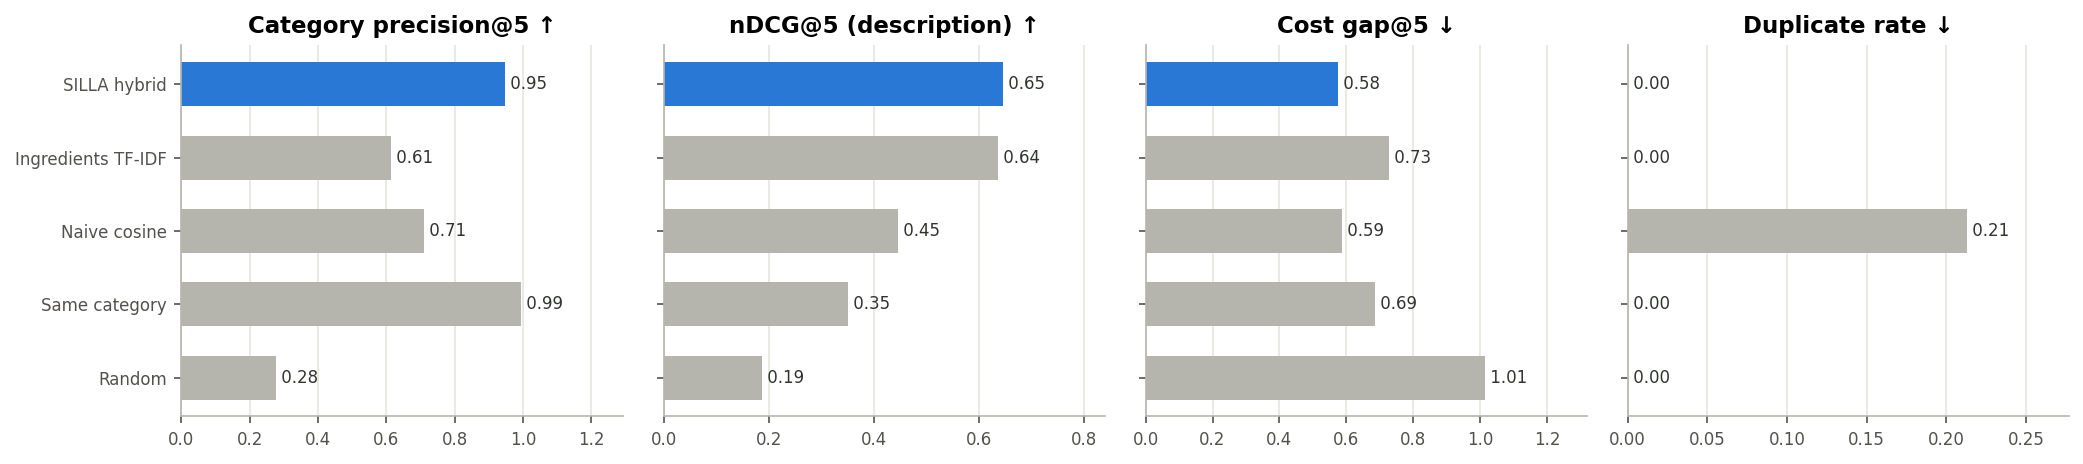 Category precision@5 ↑
nDCG@5 (description) ↑
Cost gap@5 ↓
Duplicate rate ↓
SILLA hybrid
0.95
0.65
0.58
0.00
Ingredients TF-IDF
0.61
0.64
0.73
0.00
Naive cosine
0.71
0.45
0.59
0.21
Same category
0.99
0.35
0.69
0.00
Random
0.28
0.19
1.01
0.00
0.0 0.2 0.4 0.6 0.8 1.0 1.2
0.0 0.2 0.4 0.6 0.8
0.0 0.2 0.4 0.6 0.8 1.0 1.2
0.00 0.05 0.10 0.15 0.20 0.25